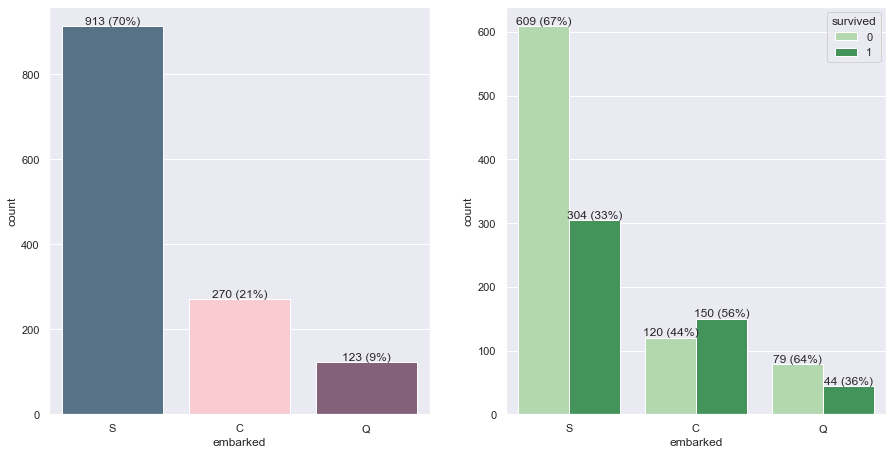 913 (70%)
800
600
400
200
0
count
270 (21%)
123 (9%)
S
C
Q
embarked
609 (67%)
survived
0
1
600
500
400
300
200
100
0
count
304 (33%)
150 (56%)
120 (44%)
79 (64%)
44 (36%)
S
C
Q
embarked